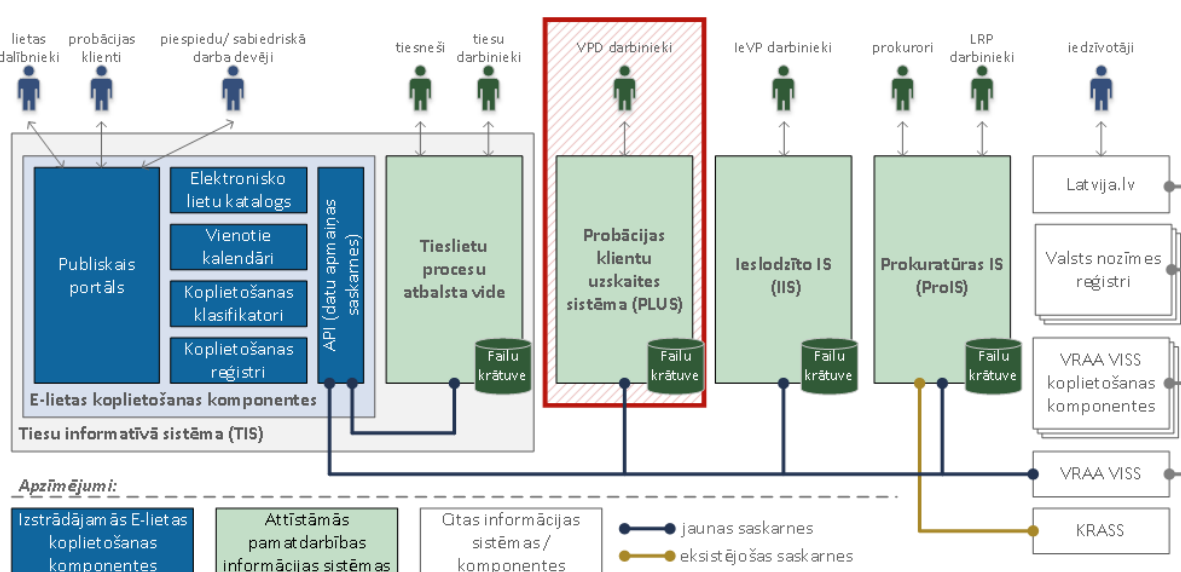 lietas
dalībnieki
probācijas
klienti
piespiedu/ sabiedriskā
darba devēji
tiesneši
tiesu
darbinieki
VPD darbinieki
IeVP darbinieki
prokurori
LRP
darbinieki
iedzīvotāji
Publiskais
portāls
Elektronisko
lietu katalogs
Vienotie
kalendāri
Koplietošanas
klasifikatori
Koplietošanas
reģistri
API (datu apmaiņas
saskarnes)
E-lietas koplietošanas komponentes
Tiesu informatīvā sistēma (TIS)
Tieslietu
procesu
atbalsta vide
Failu
krātuve
Probācijas
klientu
uzskaites
sistēma (PLUS)
Failu
krātuve
Ieslodzīto IS
(IIS)
Failu
krātuve
Prokuratūras IS
(ProIS)
Failu
krātuve
Latvija.lv
Valsts nozīmes
reģistri
VRAA VISS
koplietošanas
komponentes
VRAA VISS
KRASS
Apzīmējumi:
Izstrādājamās E-lietas
koplietošanas
komponentes
Attīstāmās
pamatdarbības
informācijas sistēmas
Citas informācijas
sistēmas/
komponentes
jaunas saskarnes
eksistējošas saskarnes